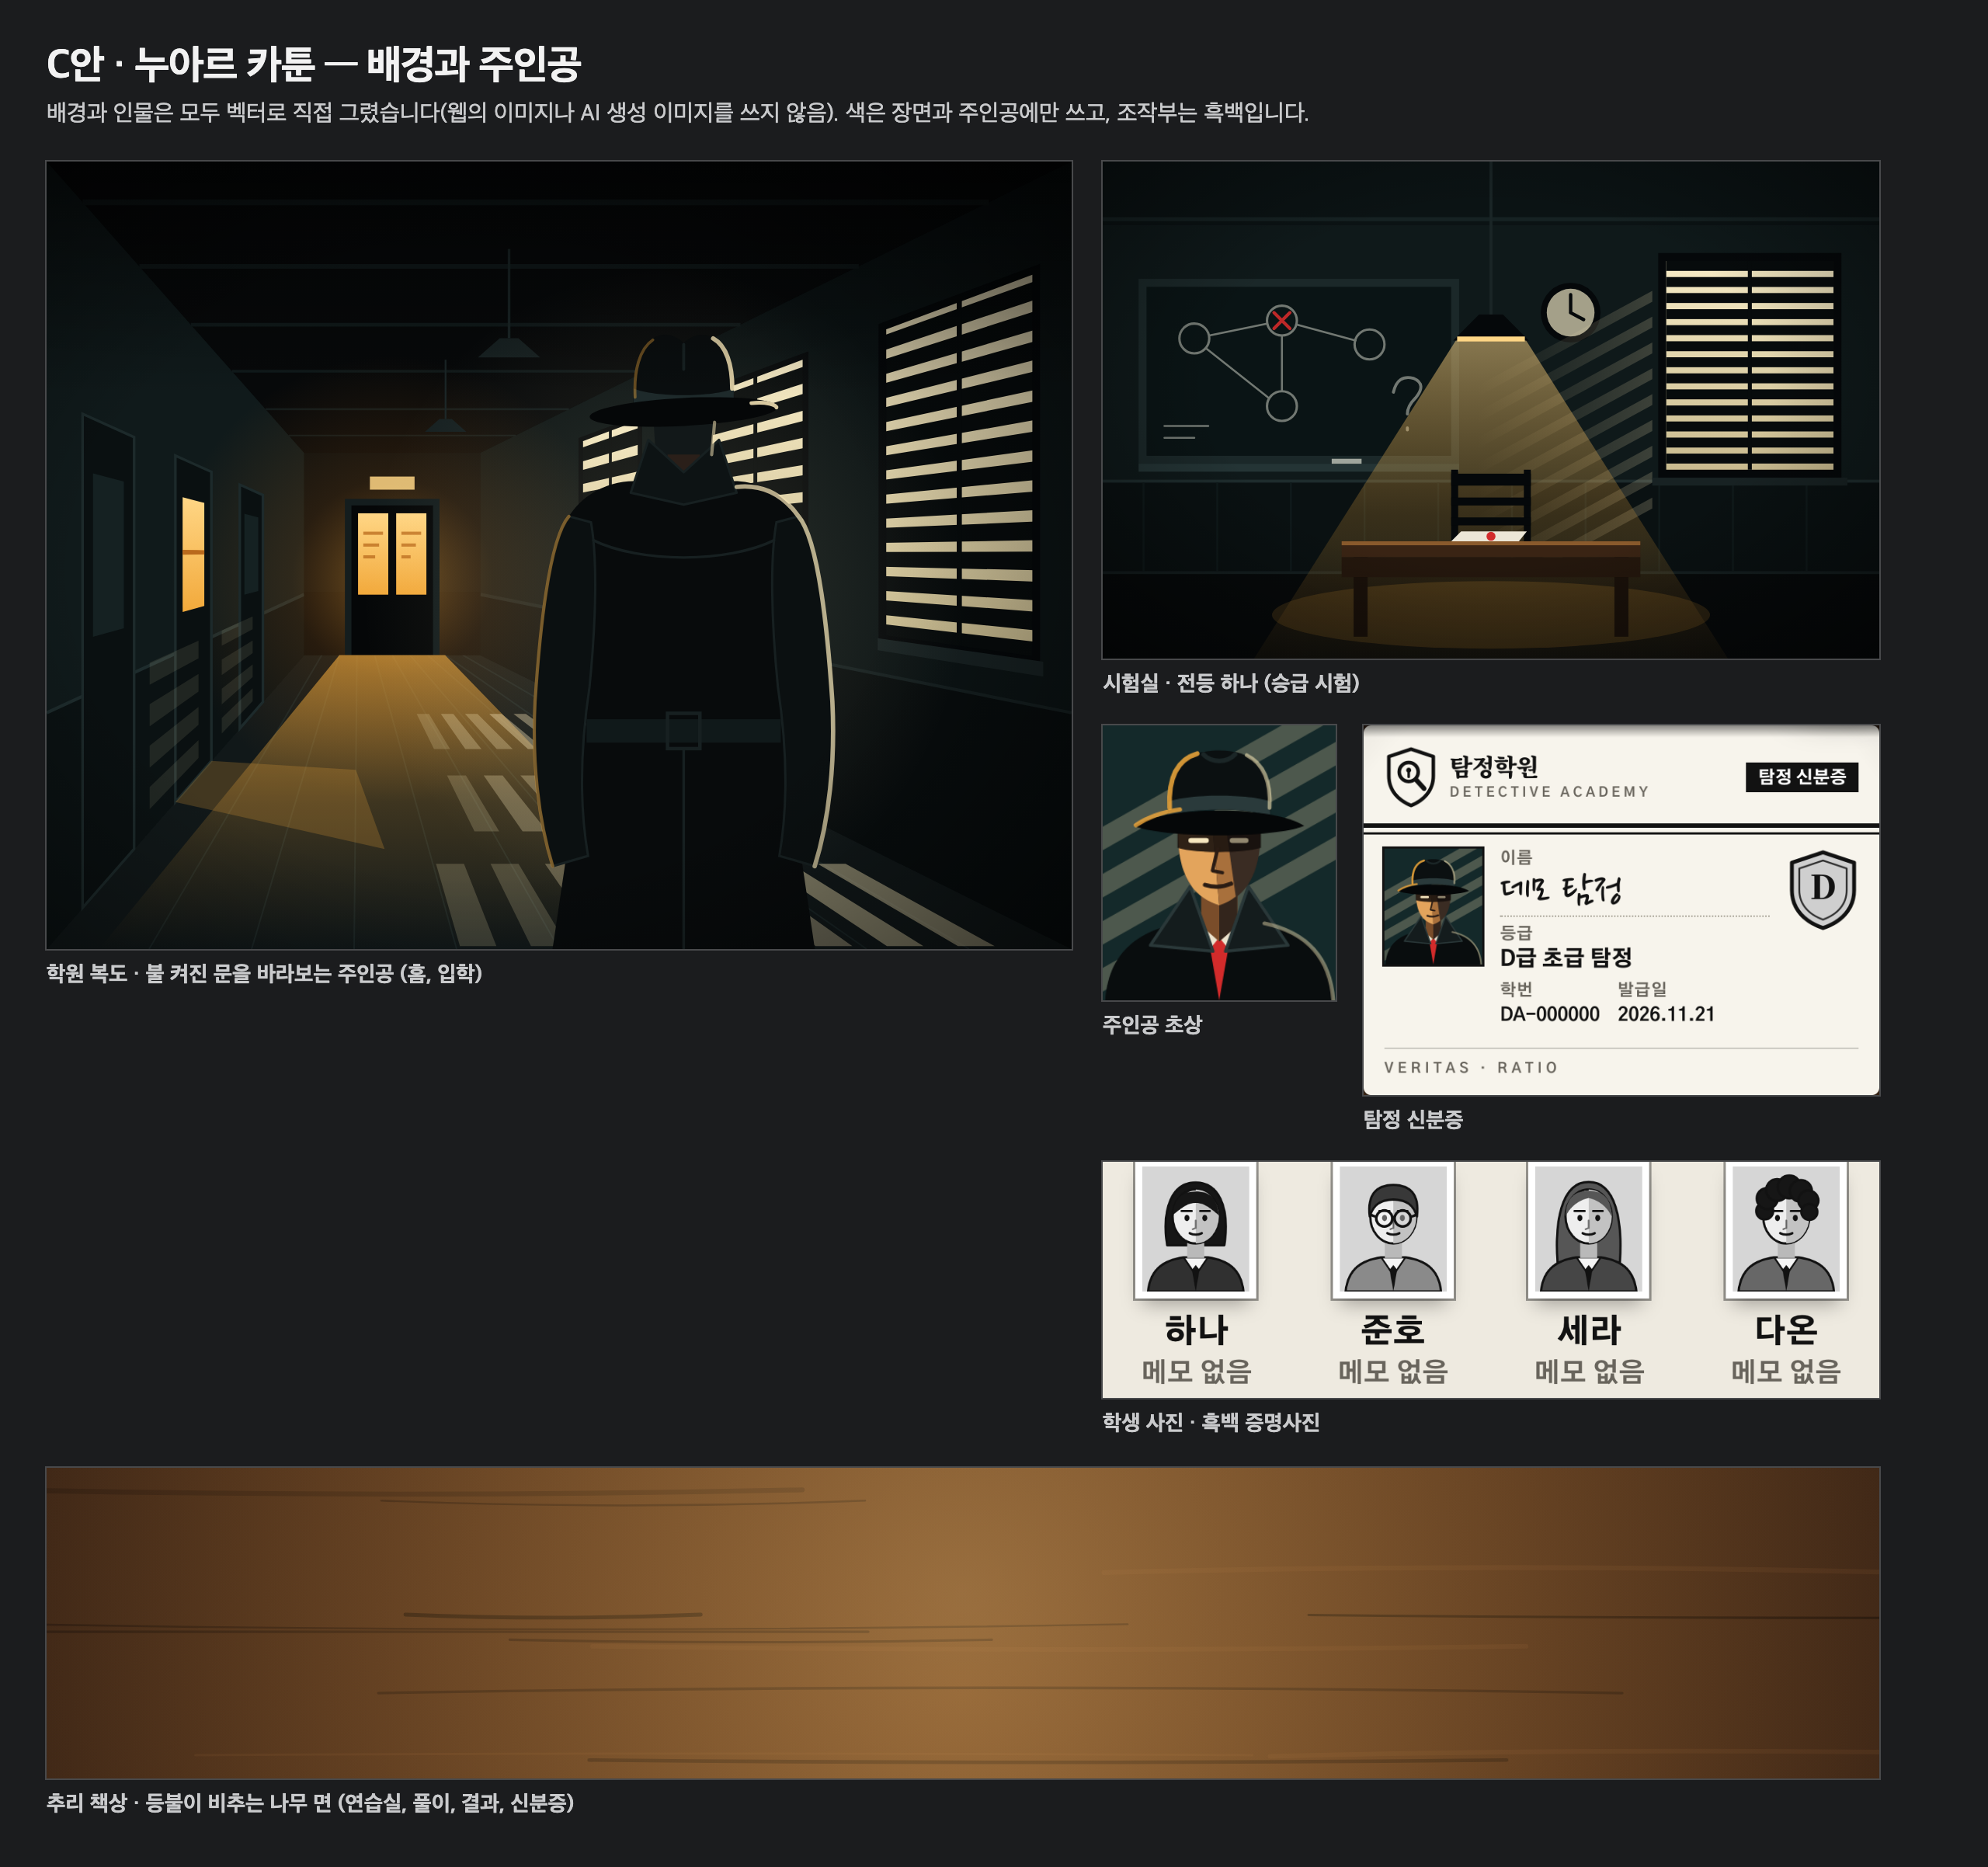 C안 · 누아르 카툰 — 배경과 주인공
배경과 인물은 모두 벡터로 직접 그렸습니다(웹의 이미지나 AI 생성 이미지를 쓰지 않음). 색은 장면과 주인공에만 쓰고, 조작부는 흑백입니다.
?
학원 복도 · 불 켜진 문을 바라보는 주인공 (홈, 입학)
시험실 · 전등 하나 (승급 시험)
주인공 초상
탐정학원
DETECTIVE ACADEMY
탐정 신분증
이름
데모 탐정
D
등급
D급 초급 탐정
학번 발급일
DA-000000 2026.11.21
VERITAS · RATIO
탐정 신분증
하나 준호 세라 다온
메모 없음 메모 없음 메모 없음 메모 없음
학생 사진 · 흑백 증명사진
추리 책상 · 등불이 비추는 나무 면 (연습실, 풀이, 결과, 신분증)